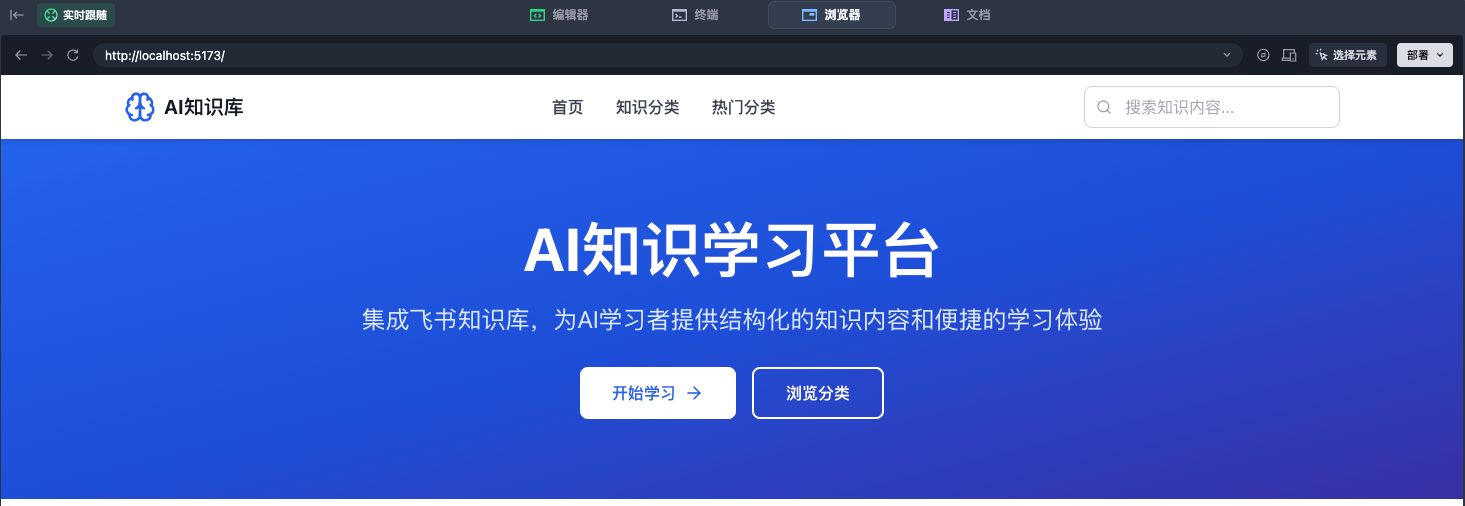 实时跟随 编辑器 终端 浏览器 文档
http://localhost:5173/ 选择元素 部署
AI知识库 首页 知识分类 热门分类 搜索知识内容...
AI知识学习平台
集成飞书知识库，为AI学习者提供结构化的知识内容和便捷的学习体验
开始学习 浏览分类